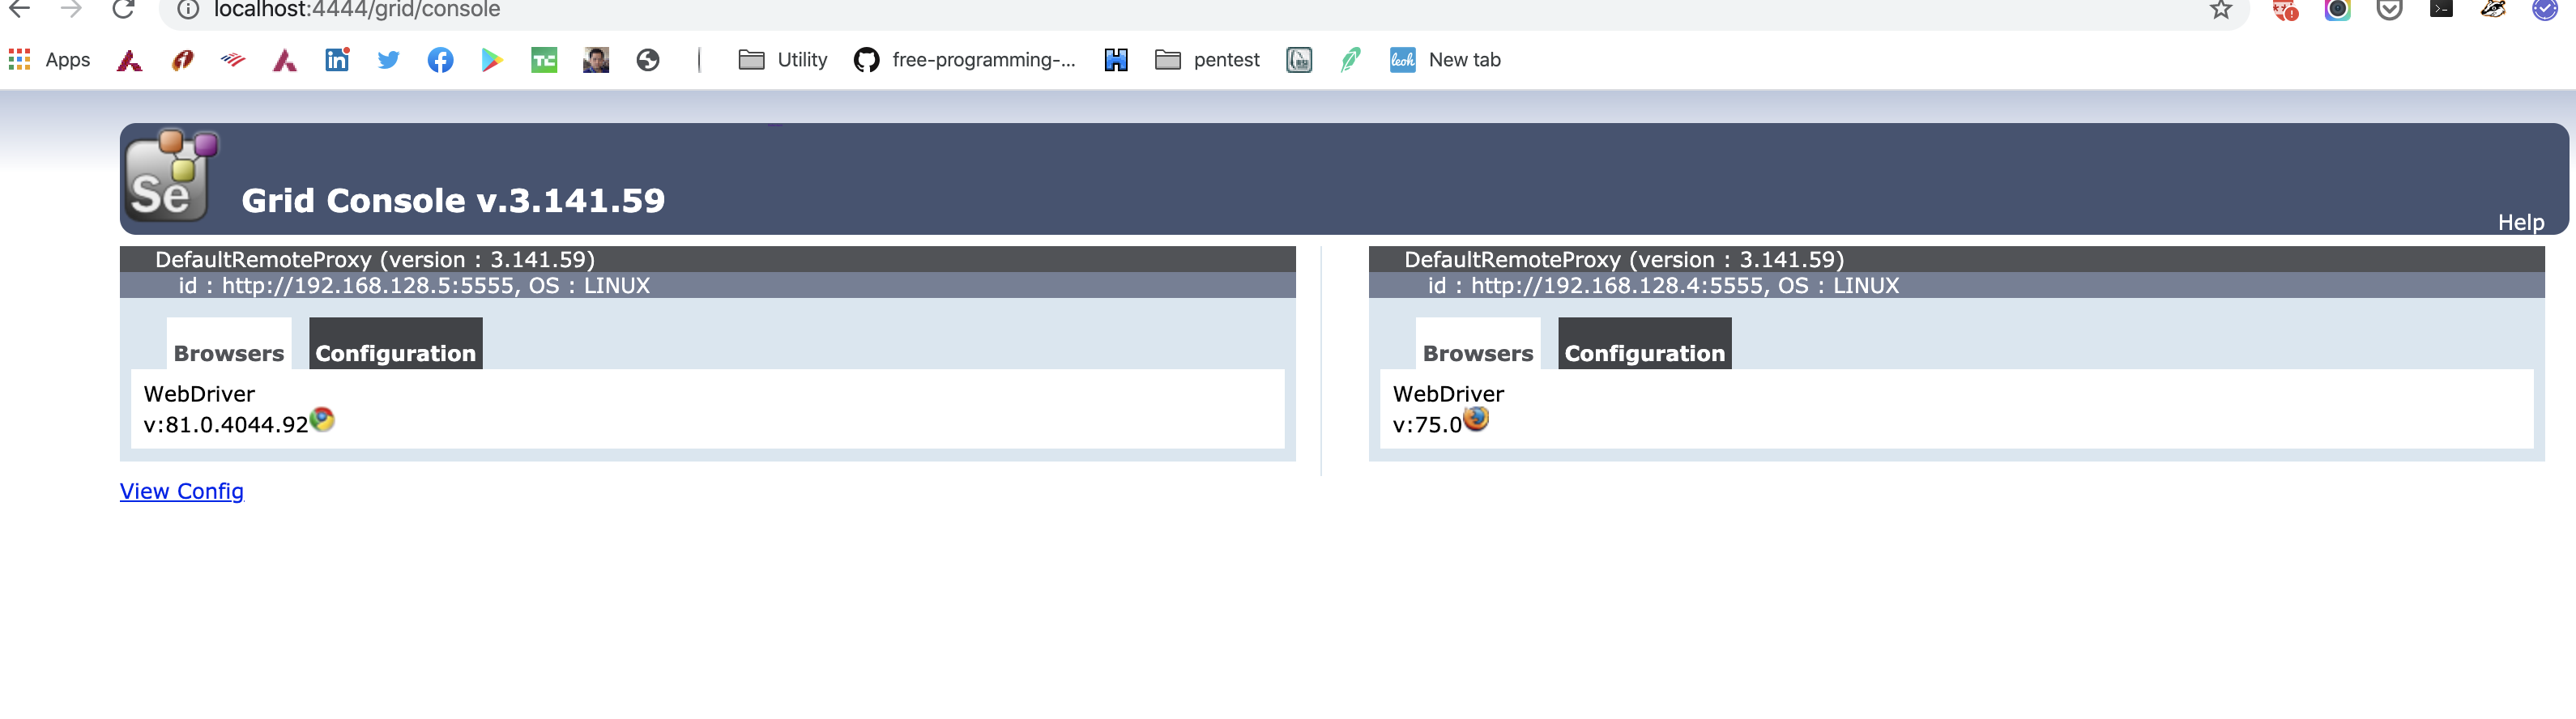 localhost:4444/grid/console
Apps
Utility
free-programming-...
pentest
New tab
Se
Grid Console v.3.141.59
Help
DefaultRemoteProxy (version : 3.141.59)
id : http://192.168.128.5:5555, OS : LINUX
Browsers
Configuration
WebDriver
v:81.0.4044.92
DefaultRemoteProxy (version : 3.141.59)
id : http://192.168.128.4:5555, OS : LINUX
Browsers
Configuration
WebDriver
v:75.0
View Config